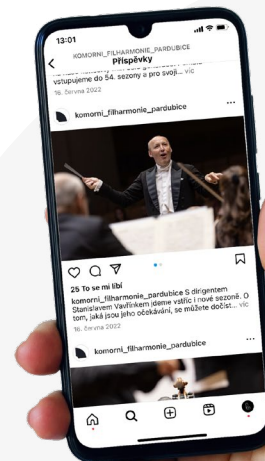 13:01
KOMORNI_FILHARMONIE_PARDUBICE
Příspěvky
vstupujeme do 54. sezony a pro svoji... víc
16. června 2022
komorni_filharmonie_pardubice
25 To se mi líbí
komorni_filharmonie_pardubice S dirigentem
Stanislavem Vavřínkem jdeme vstříc i nové sezoně. O
tom, jaká jsou jeho očekávání, se můžete dočíst... víc
16. června 2022
komorni_filharmonie_pardubice